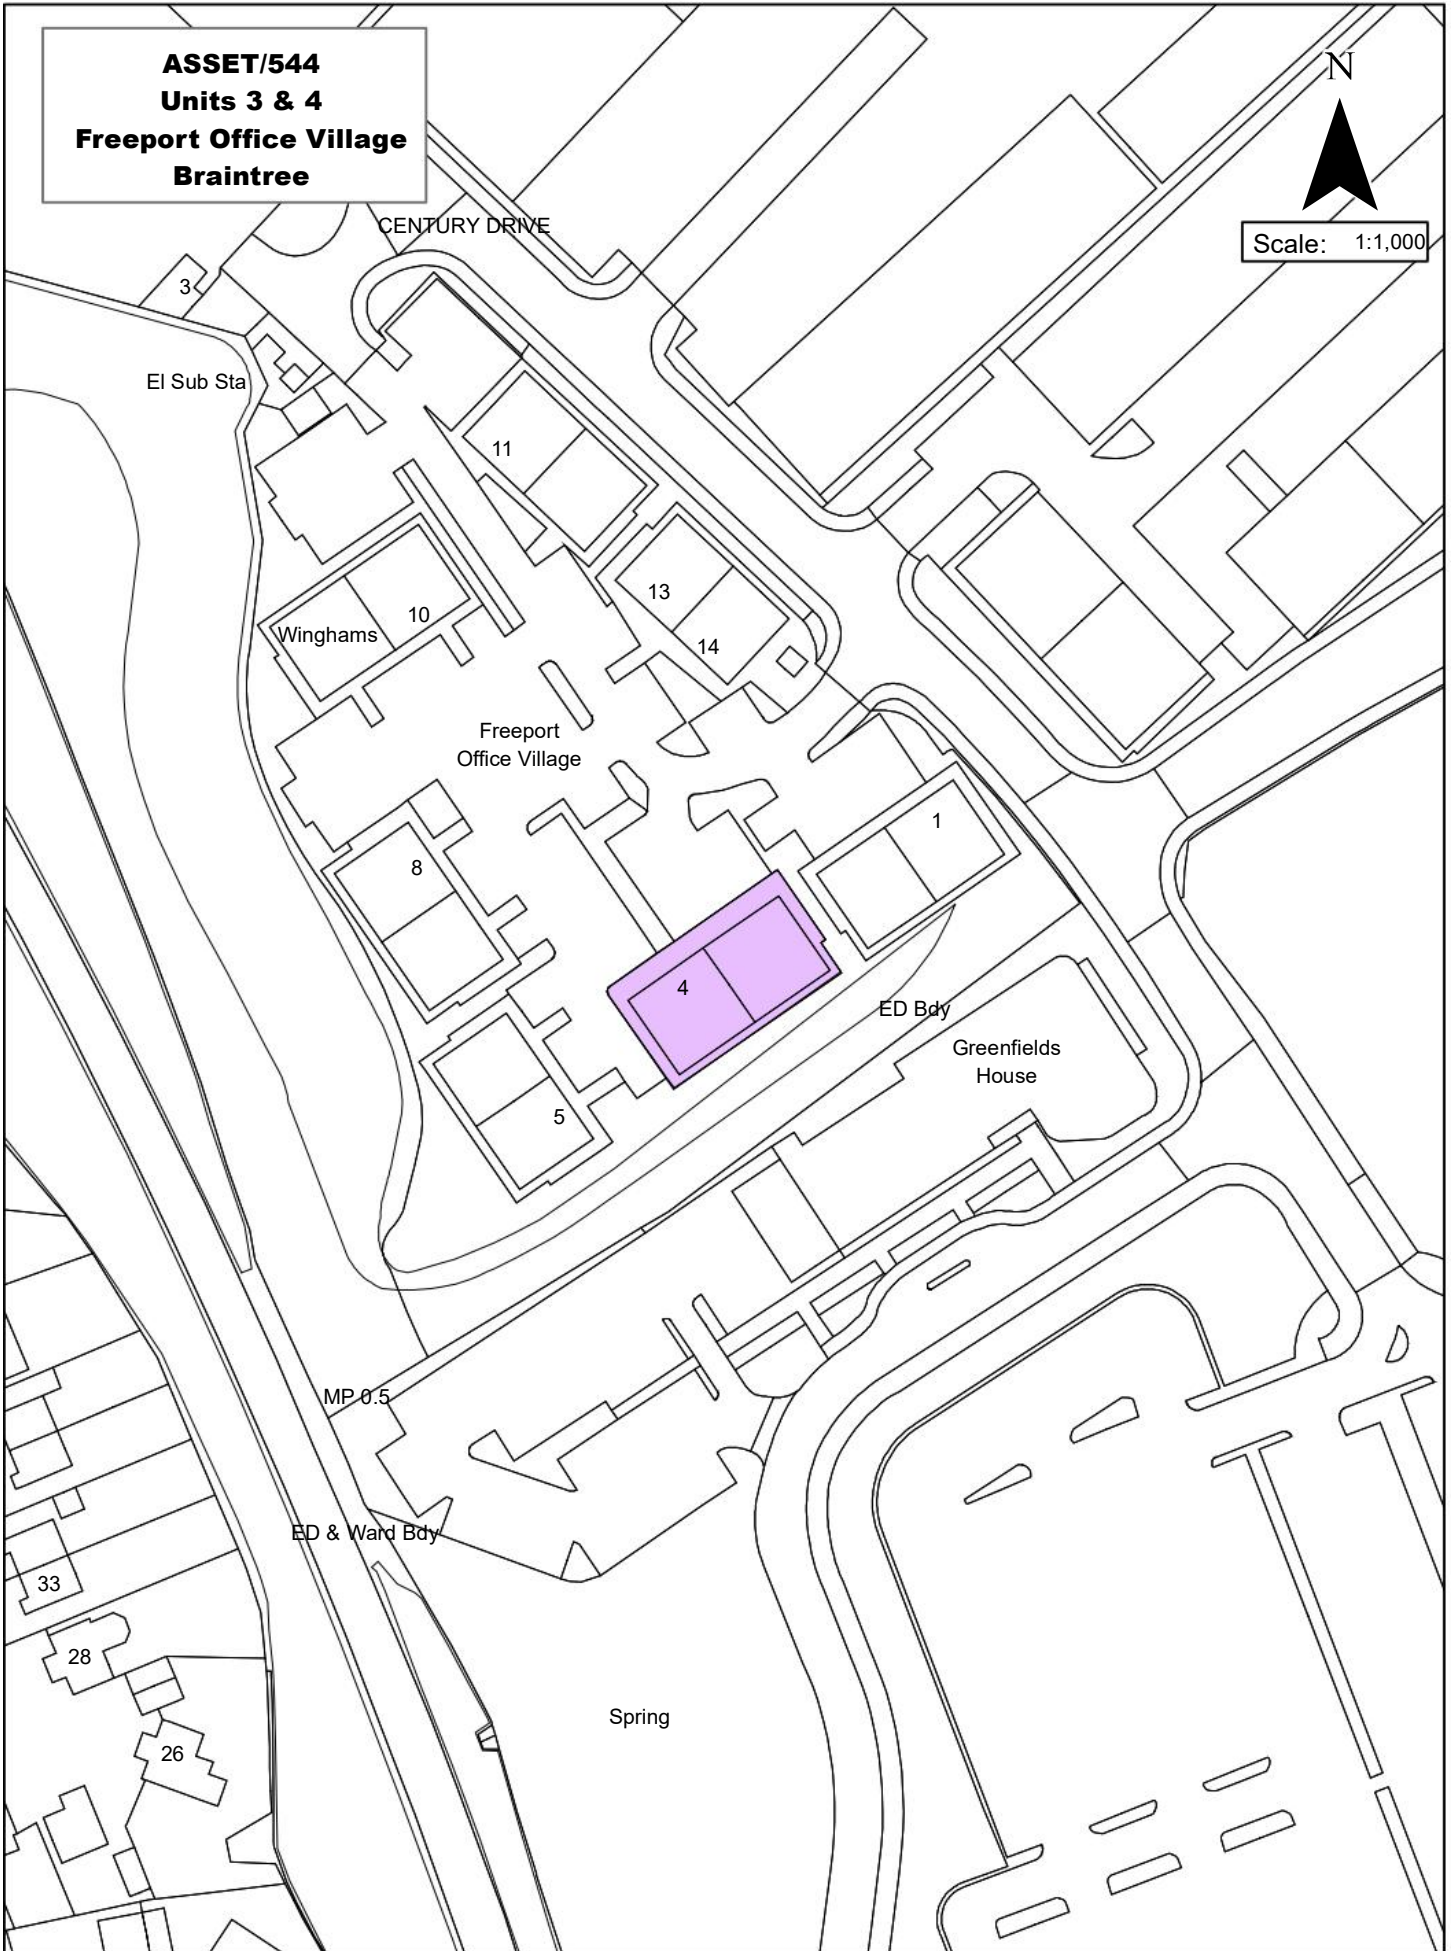 ASSET/544
Units 3 & 4
Freeport Office Village
Braintree
N
Scale: 1:1,000
CENTURY DRIVE
3
El Sub Sta
11
13
10
Winghams
14
Freeport
Office Village
1
8
4
ED Bdy
Greenfields
House
5
MP 0.5
ED & Ward Bdy
33
28
Spring
26